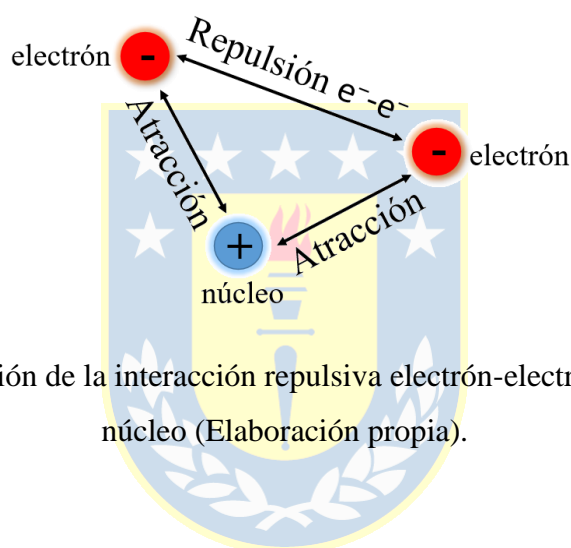 electrón -
Repulsión e⁻-e⁻
- electrón
Atracción
Atracción
+
núcleo
ión de la interacción repulsiva electrón-electr
núcleo (Elaboración propia).